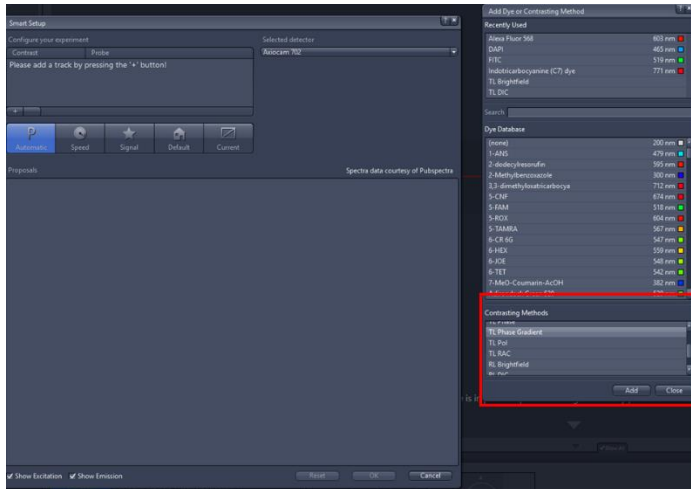 Smart Setup
Configure your experiment
Contrast Probe
Please add a track by pressing the '+' button!
Selected detector
Axiocam 702
+
P
Automatic Speed Signal Default Current
Proposals
Spectra data courtesy of Pubspectra
Show Excitation Show Emission
Reset OK Cancel
Add Dye or Contrasting Method
Recently Used
Alexa Fluor 568 603 nm
DAPI 465 nm
FITC 519 nm
Indotricarbocyanine (C7) dye 771 nm
TL Brightfield
TL DIC
Search
Dye Database
(none) 200 nm
1-ANS 479 nm
2-dodecylresorufin 595 nm
2-Methylbenzoxazole 300 nm
3,3-dimethyloxatricarbocya 712 nm
5-CNF 674 nm
5-FAM 518 nm
5-ROX 604 nm
5-TAMRA 567 nm
6-CR 6G 547 nm
6-HEX 559 nm
6-JOE 548 nm
6-TET 542 nm
7-MeO-Coumarin-AcOH 382 nm
Contrasting Methods
TL Phase
TL Phase Gradient
TL Pol
TL RAC
RL Brightfield
RL DIC
Add Close